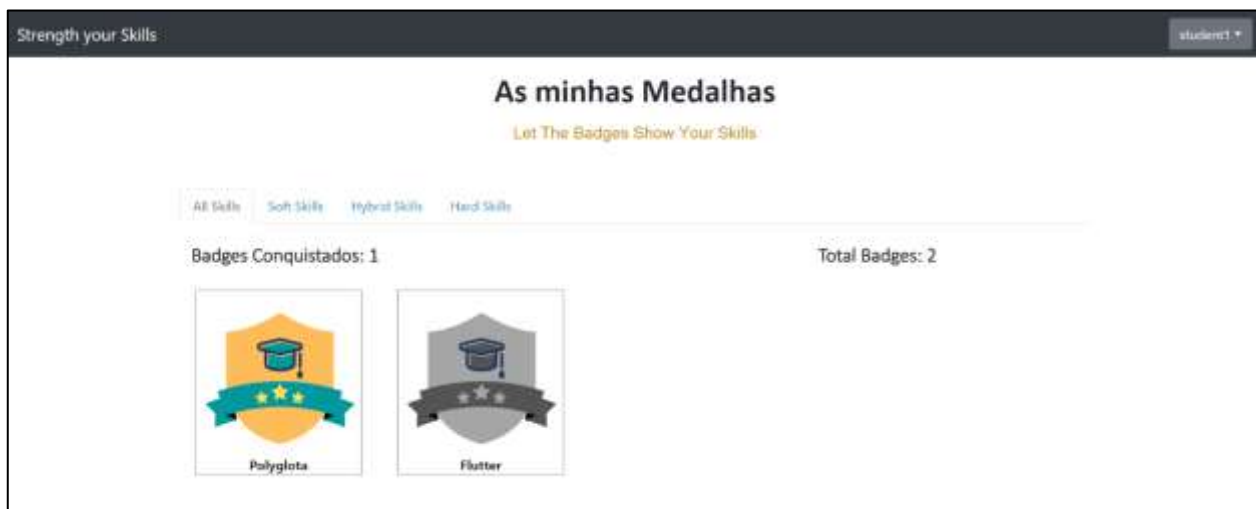 Strength your Skills
student1
As minhas Medalhas
Let The Badges Show Your Skills
All Skills Soft Skills Hybrid Skills Hard Skills
Badges Conquistados: 1 Total Badges: 2
Polyglota Flutter